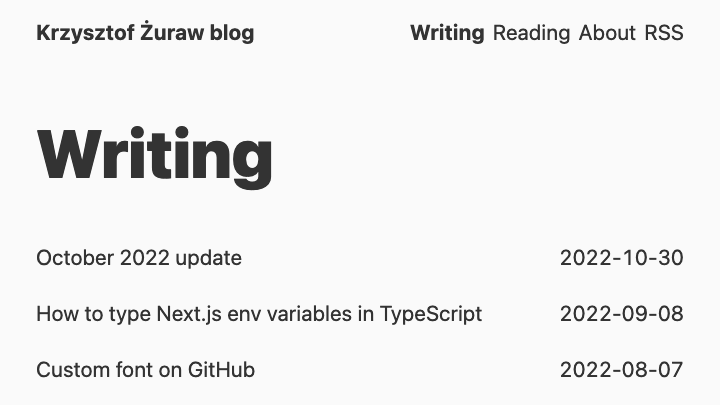 Krzysztof Żuraw blog Writing Reading About RSS
Writing
October 2022 update 2022-10-30
How to type Next.js env variables in TypeScript 2022-09-08
Custom font on GitHub 2022-08-07